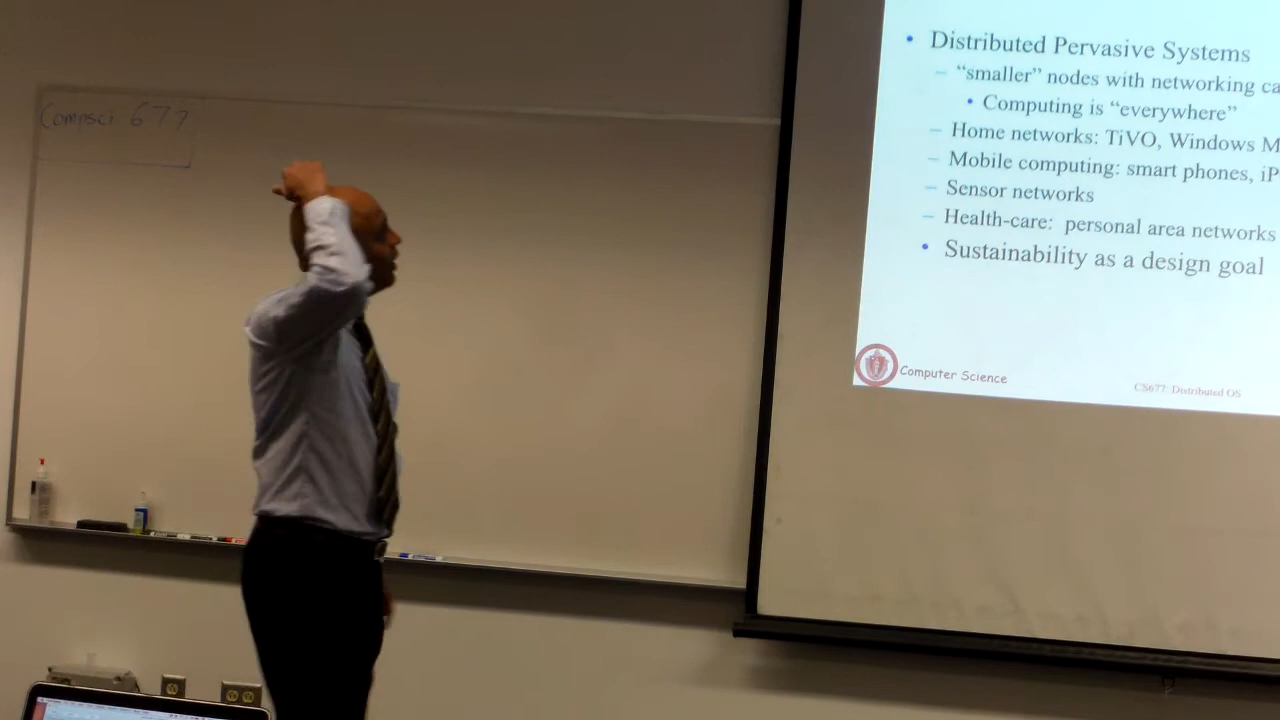 Compsci 677
• Distributed Pervasive Systems
– “smaller” nodes with networking ca
• Computing is “everywhere”
– Home networks: TiVO, Windows M
– Mobile computing: smart phones, iP
– Sensor networks
– Health-care: personal area networks
• Sustainability as a design goal
Computer Science
CS677: Distributed OS